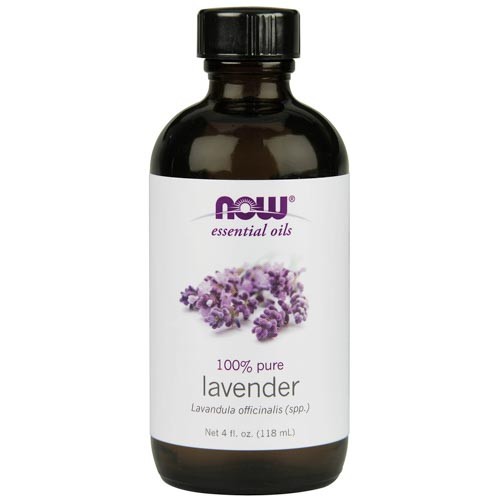 NOW®
essential oils
100% pure
lavender
Lavandula officinalis (spp.)
Net 4 fl. oz. (118 mL)